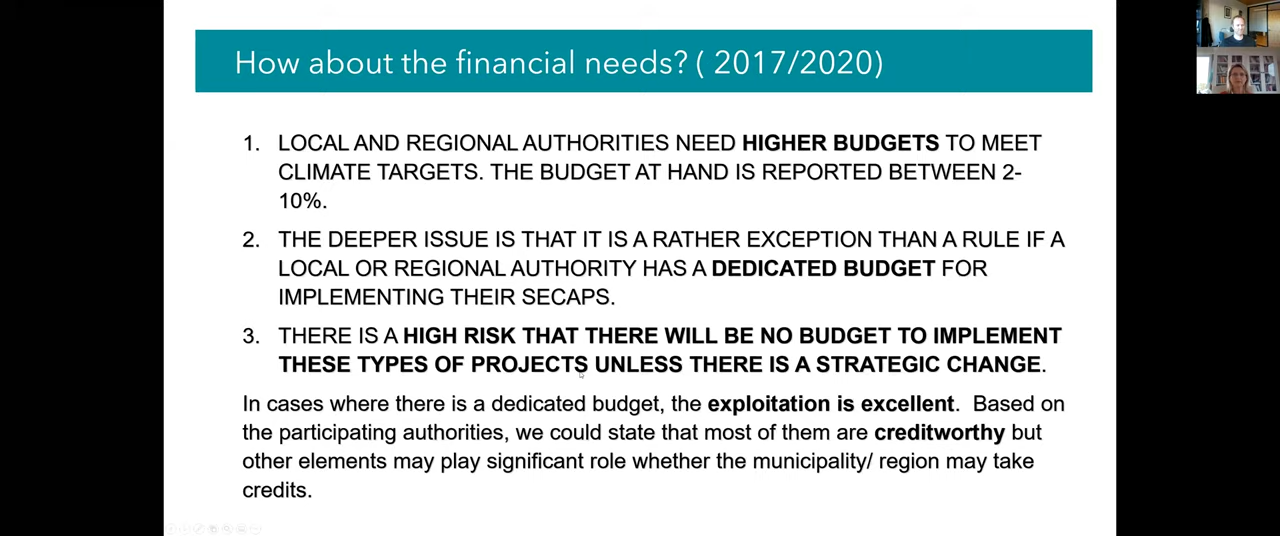 How about the financial needs? ( 2017/2020)
1. LOCAL AND REGIONAL AUTHORITIES NEED HIGHER BUDGETS TO MEET
CLIMATE TARGETS. THE BUDGET AT HAND IS REPORTED BETWEEN 2-
10%.
2. THE DEEPER ISSUE IS THAT IT IS A RATHER EXCEPTION THAN A RULE IF A
LOCAL OR REGIONAL AUTHORITY HAS A DEDICATED BUDGET FOR
IMPLEMENTING THEIR SECAPS.
3. THERE IS A HIGH RISK THAT THERE WILL BE NO BUDGET TO IMPLEMENT
THESE TYPES OF PROJECTS UNLESS THERE IS A STRATEGIC CHANGE.
In cases where there is a dedicated budget, the exploitation is excellent. Based on
the participating authorities, we could state that most of them are creditworthy but
other elements may play significant role whether the municipality/ region may take
credits.